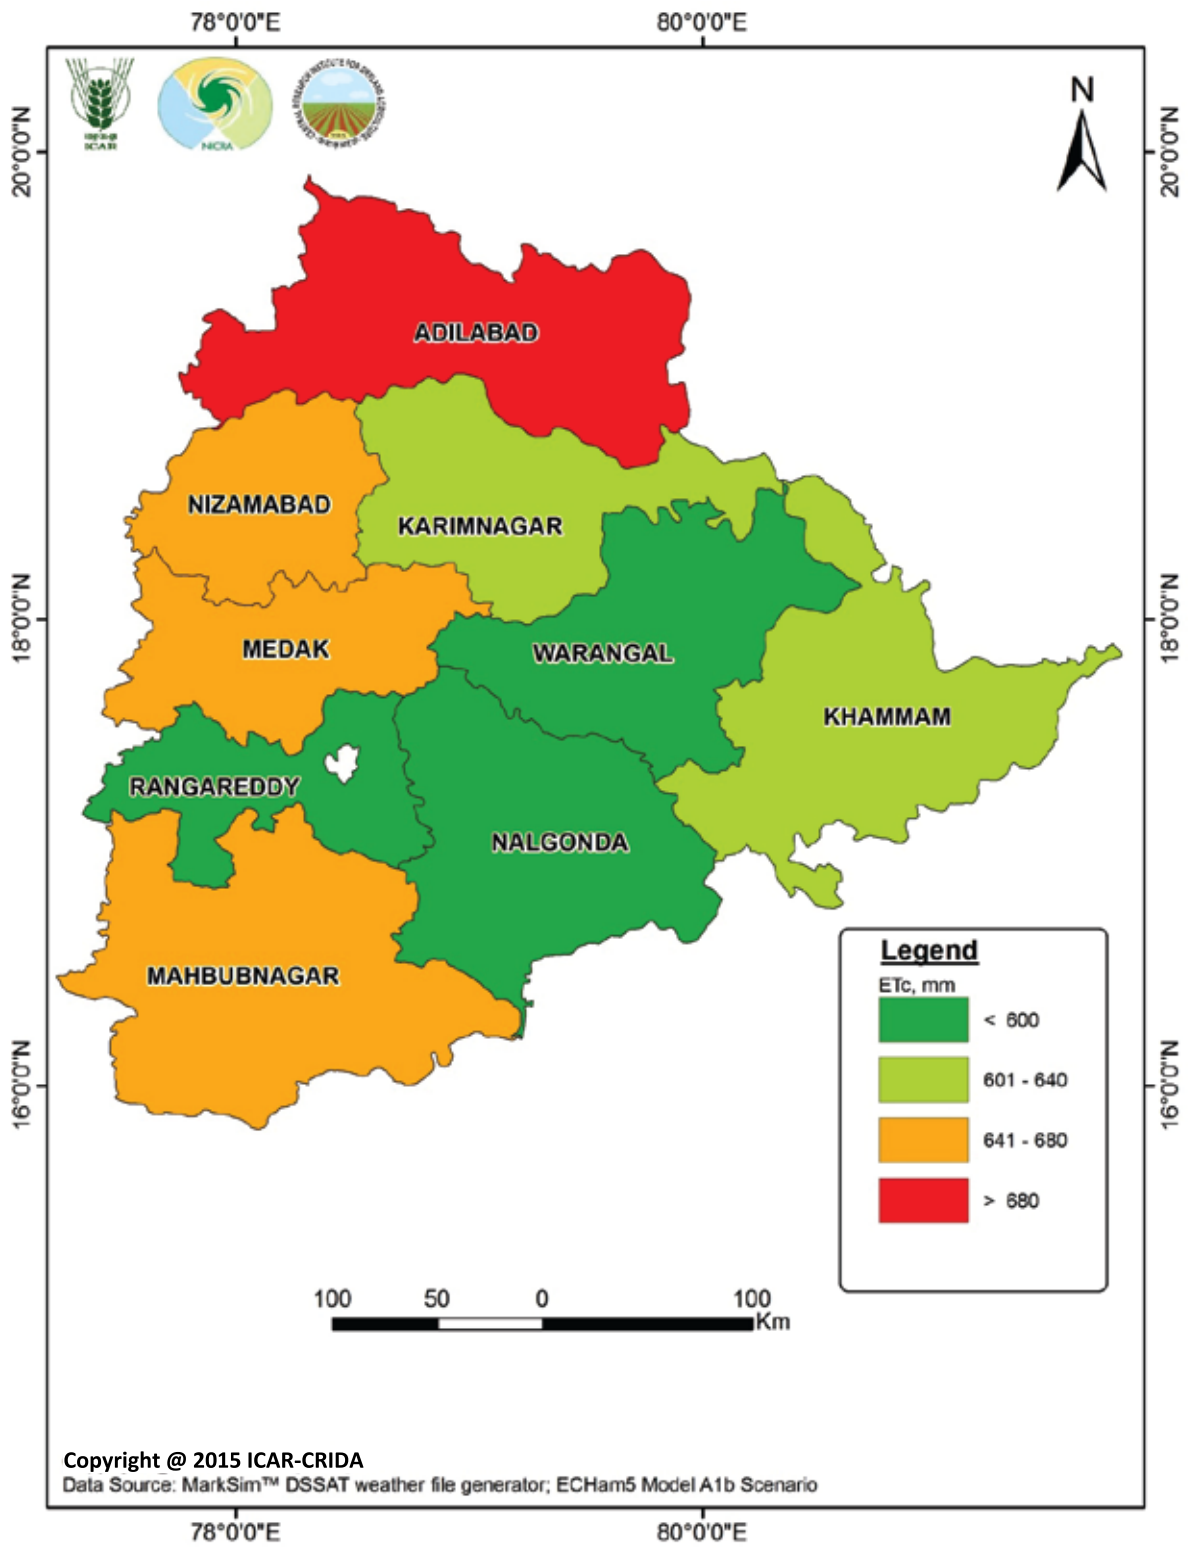 78°0'0"E 80°0'0"E
20°0'0"N 20°0'0"N
ICAR
NICRA
N
ADILABAD
NIZAMABAD
KARIMNAGAR
18°0'0"N 18°0'0"N
MEDAK
WARANGAL
KHAMMAM
RANGAREDDY
NALGONDA
MAHBUBNAGAR
Legend
ETc, mm
< 600
601 - 640
641 - 680
> 680
16°0'0"N 16°0'0"N
100 50 0 100
Km
Copyright @ 2015 ICAR-CRIDA
Data Source: MarkSim™ DSSAT weather file generator; ECHam5 Model A1b Scenario
78°0'0"E 80°0'0"E